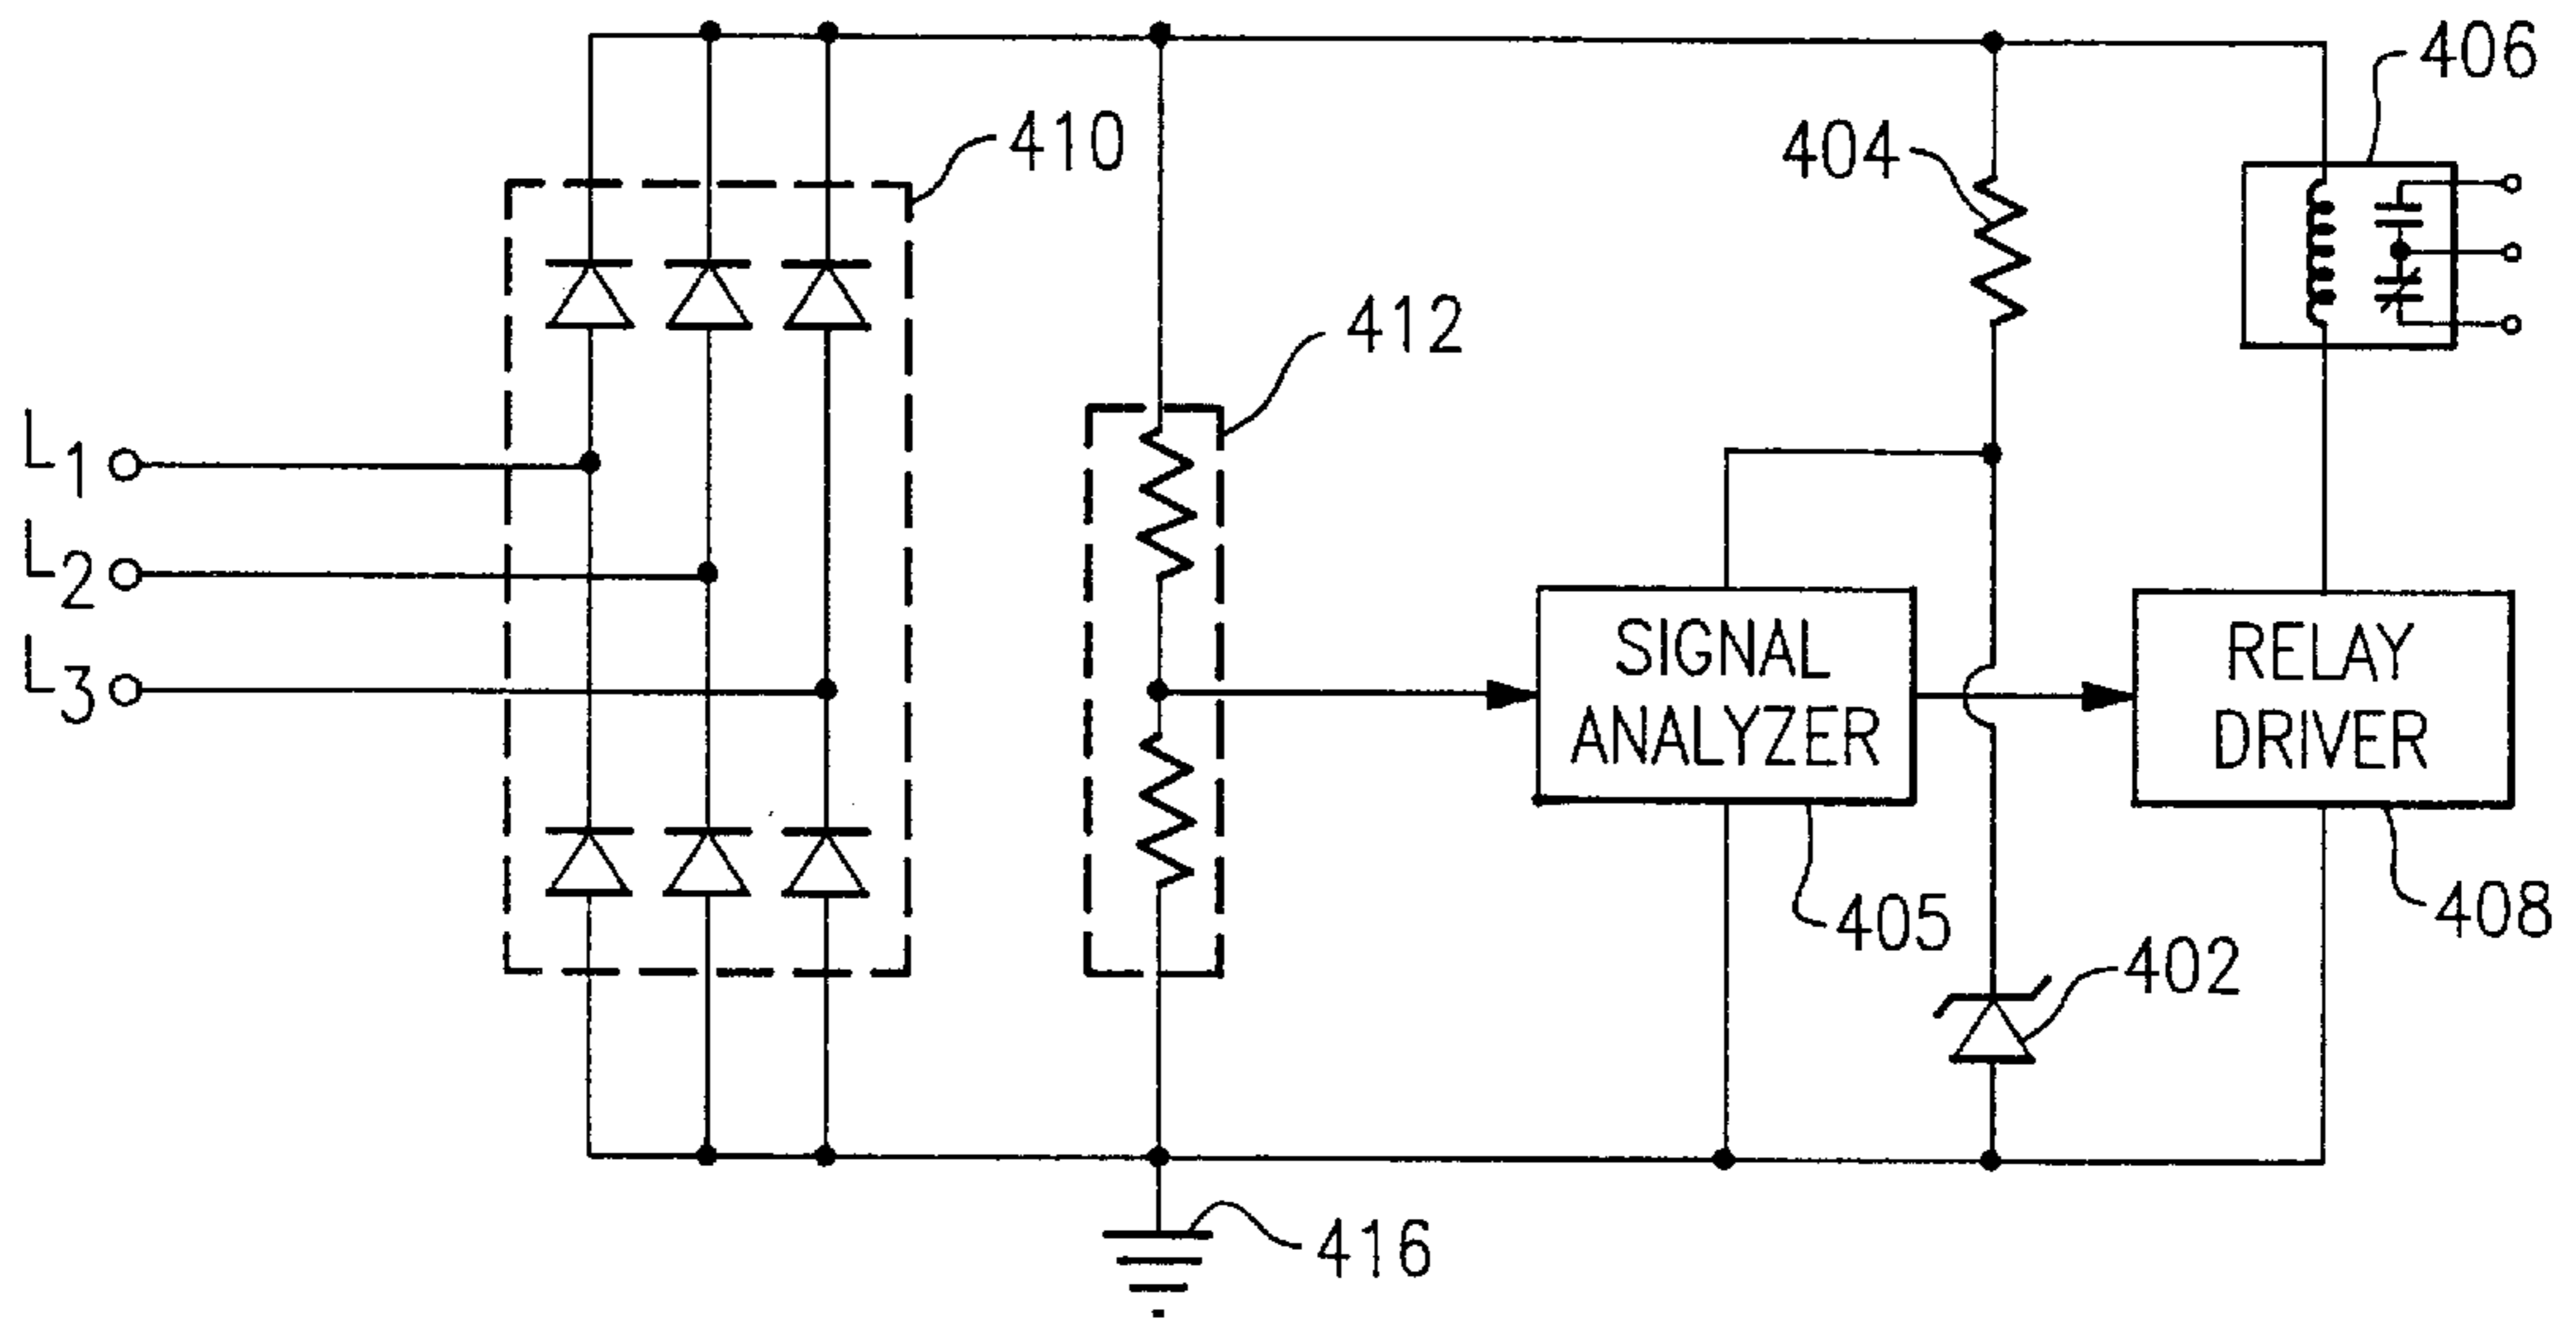 406
410
404
412
L1
L2
L3
SIGNAL
ANALYZER
RELAY
DRIVER
405
408
402
416